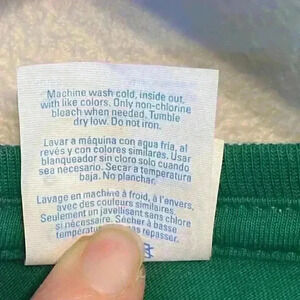 Machine wash cold, inside out,
with like colors. Only non-chlorine
bleach when needed. Tumble
dry low. Do not iron.
Lavar a máquina con agua fría, al
revés y con colores similares. Usar
blanqueador sin cloro solo cuando
sea necesario. Secar a temperatura
baja. No planchar.
Lavage en machine à froid, à l'envers,
avec des couleurs similaires.
Seulement un javellisant sans chlore
si nécessaire. Sécher à basse
température repasser.